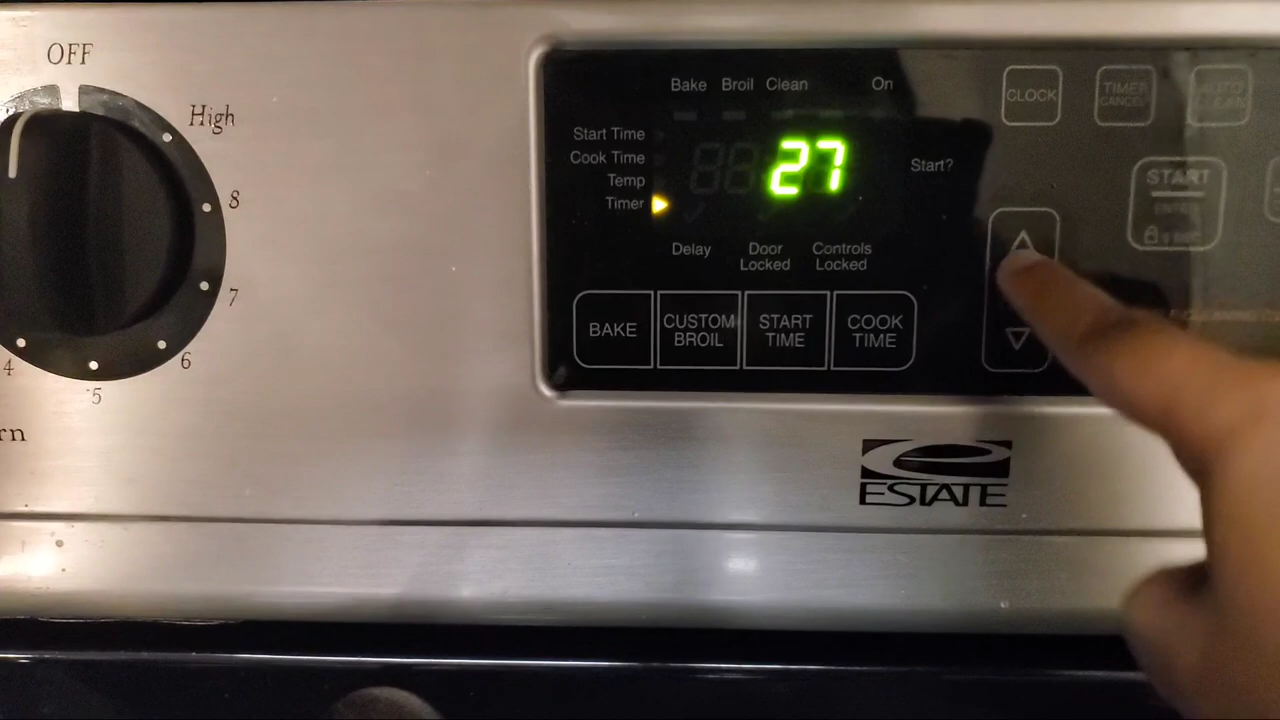 OFF
High
8
7
6
5
4
rn
Bake Broil Clean On
Start Time
Cook Time
Temp
Timer
27
Start?
Delay
Door
Locked
Controls
Locked
BAKE
CUSTOM
BROIL
START
TIME
COOK
TIME
CLOCK
TIMER
CANCEL
AUTO
CLEAN
START
ESTATE